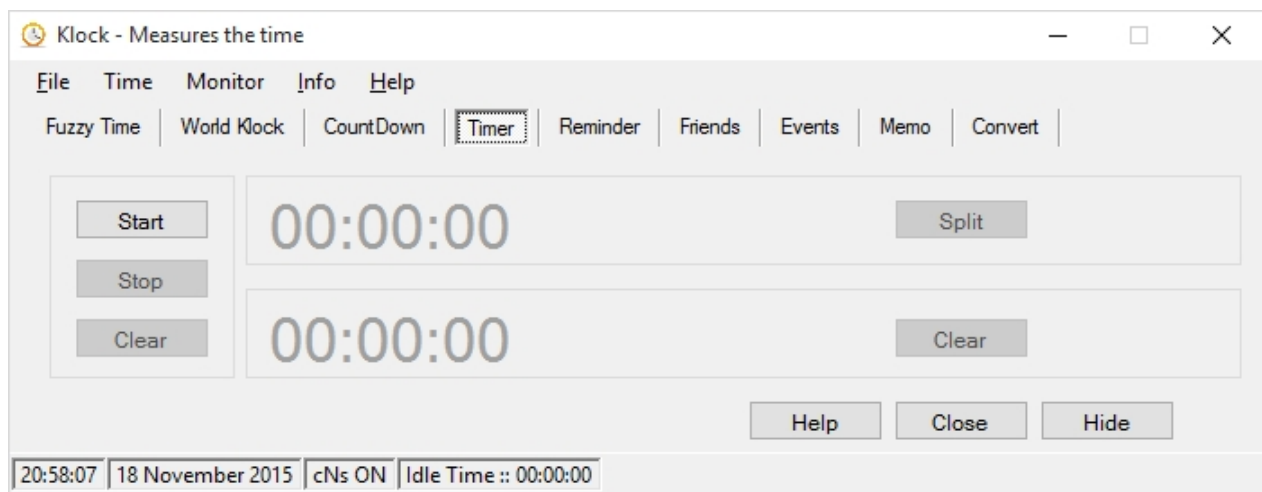 Klock - Measures the time
File Time Monitor Info Help
Fuzzy Time World Klock CountDown Timer Reminder Friends Events Memo Convert
Start 00:00:00 Split
Stop
Clear 00:00:00 Clear
Help Close Hide
20:58:07 18 November 2015 cNs ON Idle Time :: 00:00:00